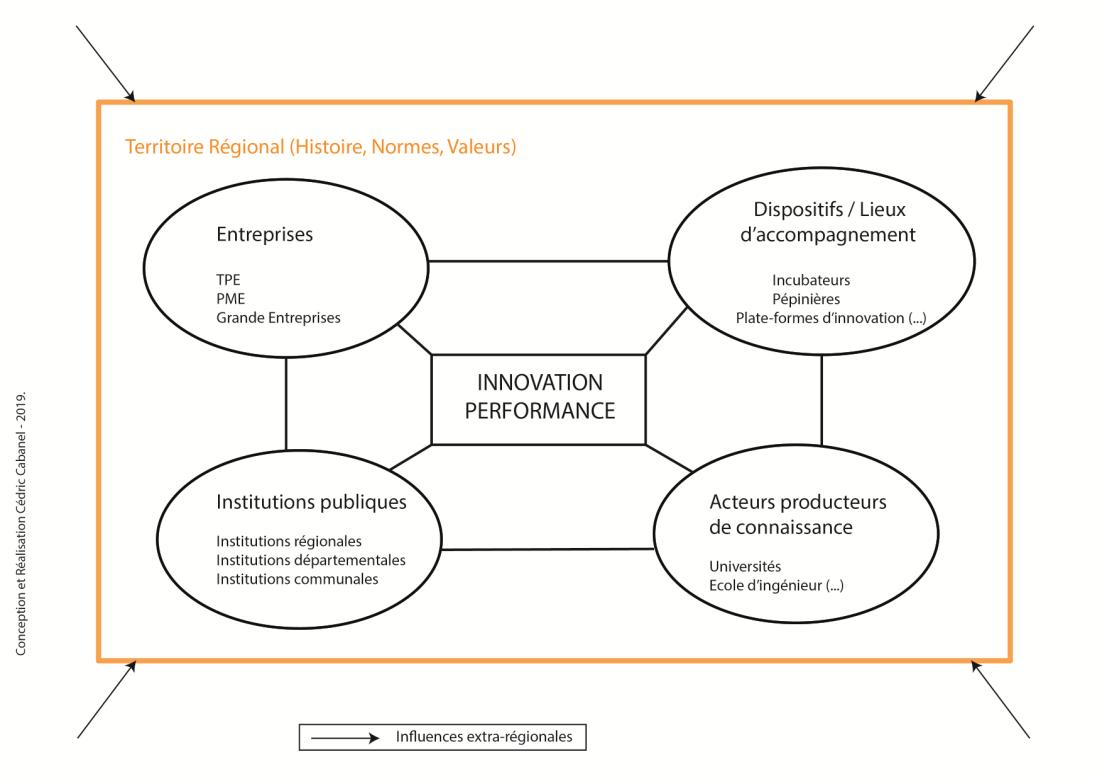 Territoire Régional (Histoire, Normes, Valeurs)
Entreprises
TPE
PME
Grande Entreprises
Dispositifs / Lieux
d'accompagnement
Incubateurs
Pépinières
Plate-formes d'innovation (...)
INNOVATION
PERFORMANCE
Institutions publiques
Institutions régionales
Institutions départementales
Institutions communales
Acteurs producteurs
de connaissance
Universités
Ecole d'ingénieur (...)
Influences extra-régionales
Conception et Réalisation Cédric Cabanel - 2019.